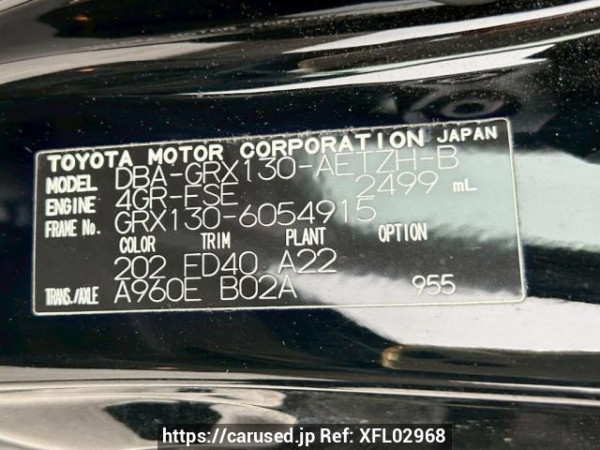 TOYOTA MOTOR CORPORATION JAPAN
MODEL DBA-GRX130-AETZH-B
ENGINE 4GR-FSE 2499 mL
FRAME No. GRX130-6054915
COLOR TRIM PLANT OPTION
202 FD40 A22
TRANS./AXLE A960E B02A 955
https://carused.jp Ref: XFL02968